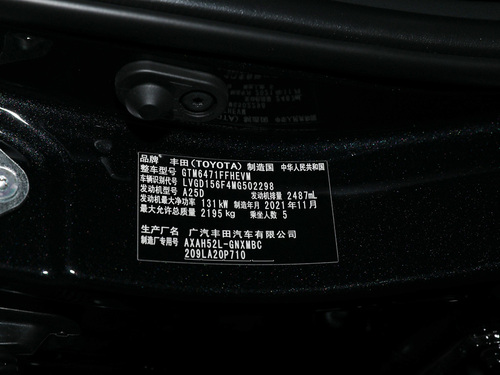 品牌 丰田(TOYOTA) 制造国 中华人民共和国
整车型号 GTM6471FFHEVM
车辆识别代号 LVGD156F4MG502298
发动机型号 A25D 发动机排量 2487mL
发动机最大净功率 131kW 制造年月 2021年11月
最大允许总质量 2195kg 乘坐人数 5
生产厂名 广汽丰田汽车有限公司
制造厂专用号 AXAH52L-GNXMBC
209LA20P710